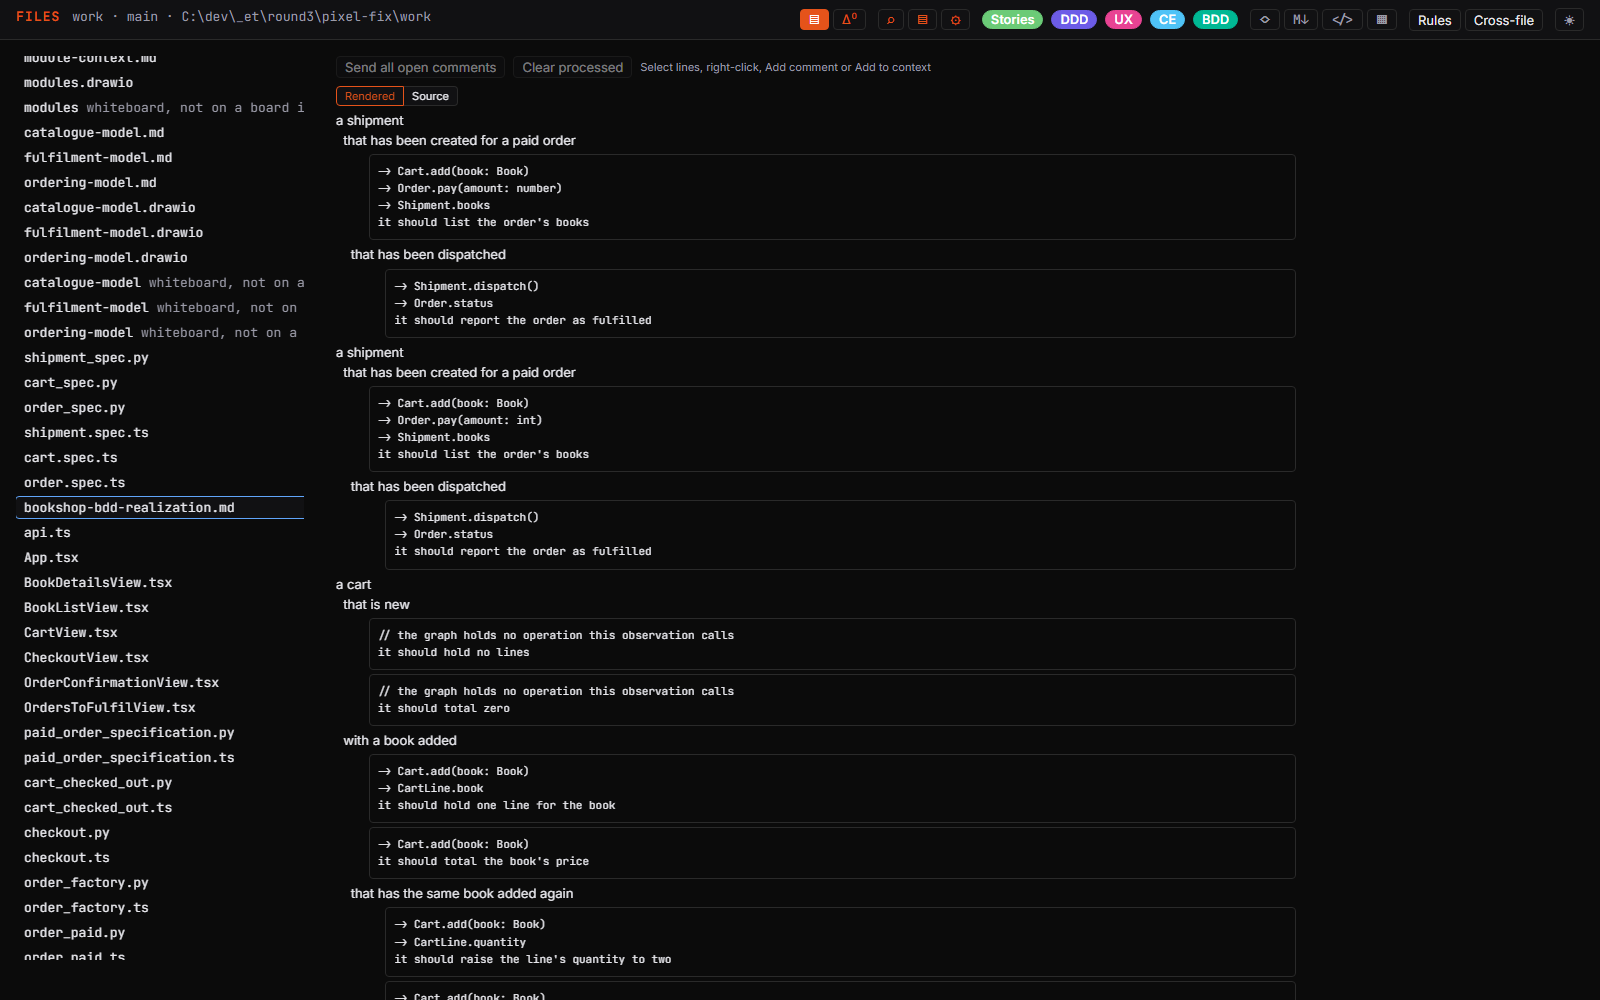 FILES work · main · C:\dev\_et\round3\pixel-fix\work
Stories DDD UX CE BDD M↓ </> Rules Cross-file
module-context.md
modules.drawio
modules whiteboard, not on a board i
catalogue-model.md
fulfilment-model.md
ordering-model.md
catalogue-model.drawio
fulfilment-model.drawio
ordering-model.drawio
catalogue-model whiteboard, not on a
fulfilment-model whiteboard, not on
ordering-model whiteboard, not on a
shipment_spec.py
cart_spec.py
order_spec.py
shipment.spec.ts
cart.spec.ts
order.spec.ts
bookshop-bdd-realization.md
api.ts
App.tsx
BookDetailsView.tsx
BookListView.tsx
CartView.tsx
CheckoutView.tsx
OrderConfirmationView.tsx
OrdersToFulfilView.tsx
paid_order_specification.py
paid_order_specification.ts
cart_checked_out.py
cart_checked_out.ts
checkout.py
checkout.ts
order_factory.py
order_factory.ts
order_paid.py
order_paid.ts
Send all open comments Clear processed Select lines, right-click, Add comment or Add to context
Rendered Source
a shipment
that has been created for a paid order
→ Cart.add(book: Book)
→ Order.pay(amount: number)
→ Shipment.books
it should list the order's books
that has been dispatched
→ Shipment.dispatch()
→ Order.status
it should report the order as fulfilled
a shipment
that has been created for a paid order
→ Cart.add(book: Book)
→ Order.pay(amount: int)
→ Shipment.books
it should list the order's books
that has been dispatched
→ Shipment.dispatch()
→ Order.status
it should report the order as fulfilled
a cart
that is new
// the graph holds no operation this observation calls
it should hold no lines
// the graph holds no operation this observation calls
it should total zero
with a book added
→ Cart.add(book: Book)
→ CartLine.book
it should hold one line for the book
→ Cart.add(book: Book)
it should total the book's price
that has the same book added again
→ Cart.add(book: Book)
→ CartLine.quantity
it should raise the line's quantity to two
→ Cart.add(book: Book)